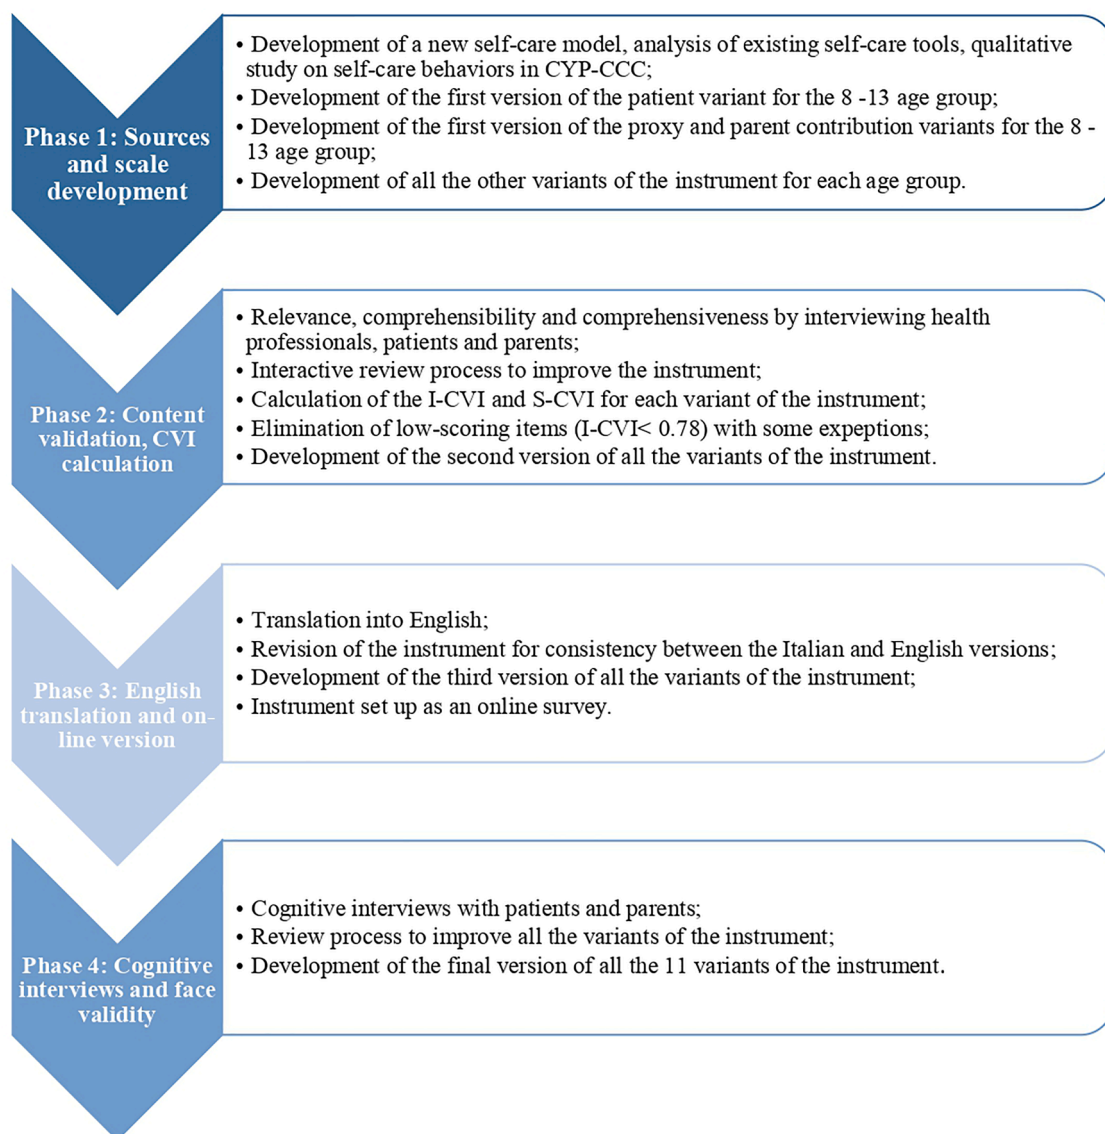 Phase 1: Sources
and scale
development
• Development of a new self-care model, analysis of existing self-care tools, qualitative
study on self-care behaviors in CYP-CCC;
• Development of the first version of the patient variant for the 8 -13 age group;
• Development of the first version of the proxy and parent contribution variants for the 8 -
13 age group;
• Development of all the other variants of the instrument for each age group.
Phase 2: Content
validation, CVI
calculation
• Relevance, comprehensibility and comprehensiveness by interviewing health
professionals, patients and parents;
• Interactive review process to improve the instrument;
• Calculation of the I-CVI and S-CVI for each variant of the instrument;
• Elimination of low-scoring items (I-CVI< 0.78) with some expeptions;
• Development of the second version of all the variants of the instrument.
Phase 3: English
translation and on-
line version
• Translation into English;
• Revision of the instrument for consistency between the Italian and English versions;
• Development of the third version of all the variants of the instrument;
• Instrument set up as an online survey.
Phase 4: Cognitive
interviews and face
validity
• Cognitive interviews with patients and parents;
• Review process to improve all the variants of the instrument;
• Development of the final version of all the 11 variants of the instrument.